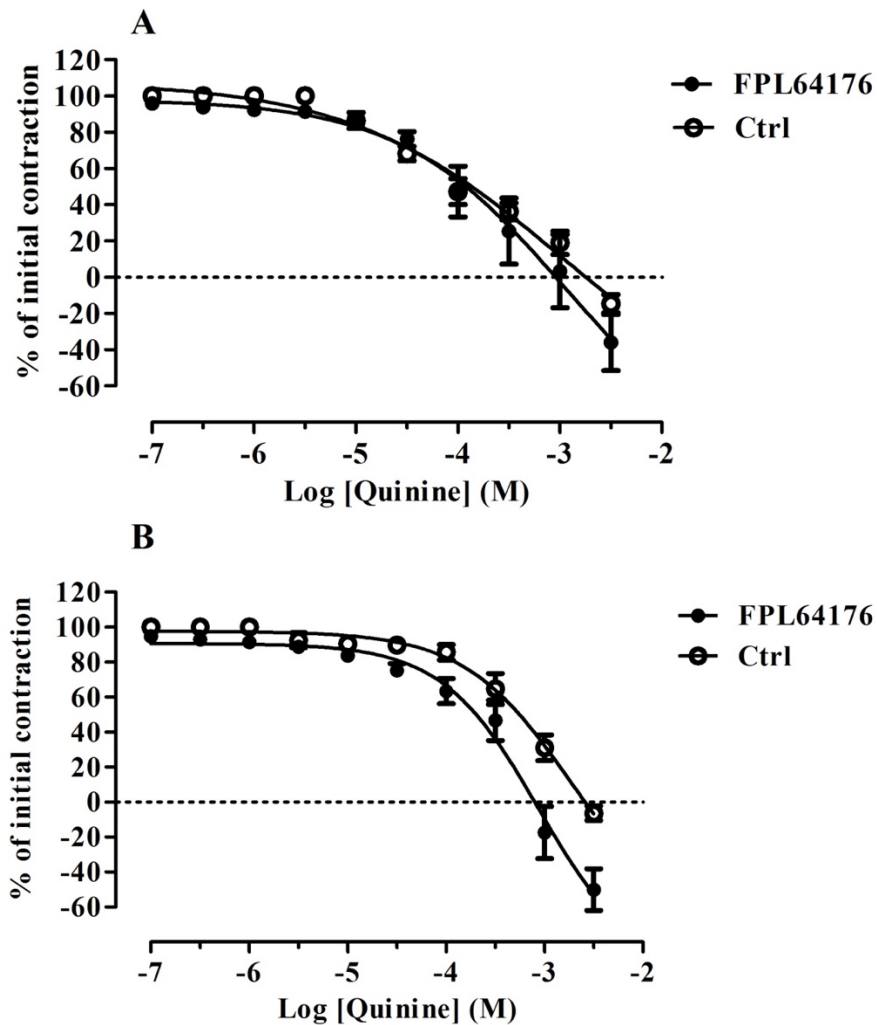 A
120
100
80
60
40
20
0
-20
-40
-60
% of initial contraction
FPL64176
Ctrl
-7 -6 -5 -4 -3 -2
Log [Quinine] (M)
B
120
100
80
60
40
20
0
-20
-40
-60
% of initial contraction
FPL64176
Ctrl
-7 -6 -5 -4 -3 -2
Log [Quinine] (M)